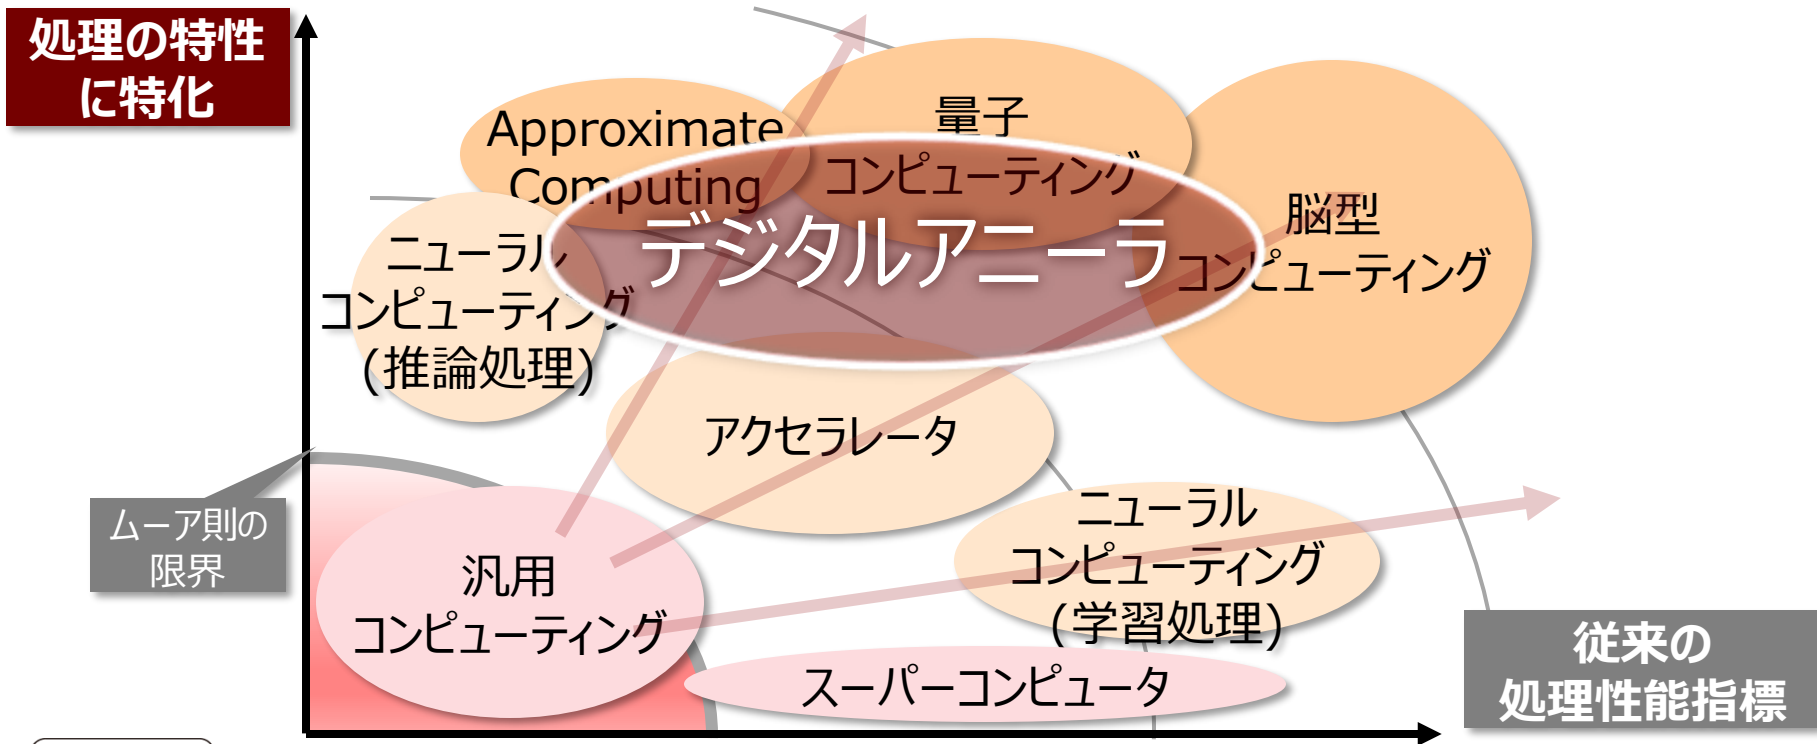 処理の特性
に特化
Approximate
Computing
量子
コンピューティング
デジタルアニーラ
脳型
コンピューティング
ニューラル
コンピューティング
(推論処理)
アクセラレータ
ムーア則の
限界
汎用
コンピューティング
ニューラル
コンピューティング
(学習処理)
スーパーコンピュータ
従来の
処理性能指標